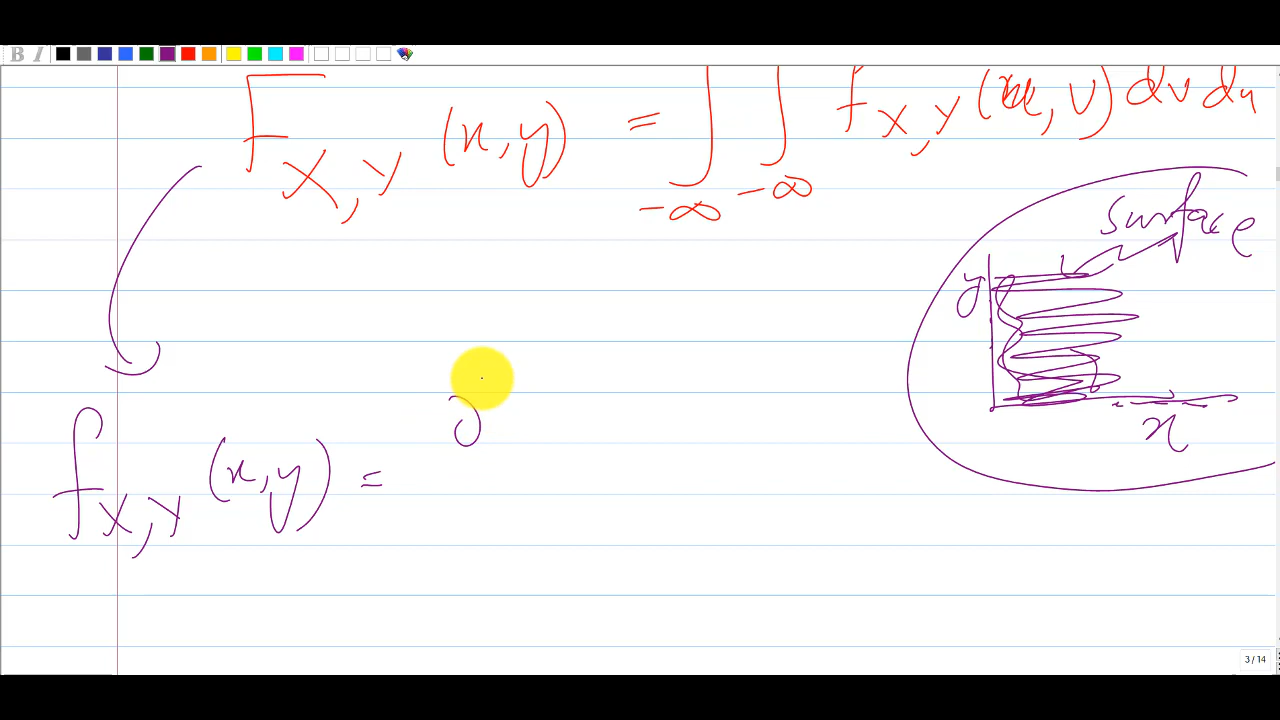 B I
F X,Y (x,y) = ∫ -∞ ∫ -∞ f X,Y (u, v) dv du
surface
y
x
f X,Y (x,y) = ∂
3 / 14